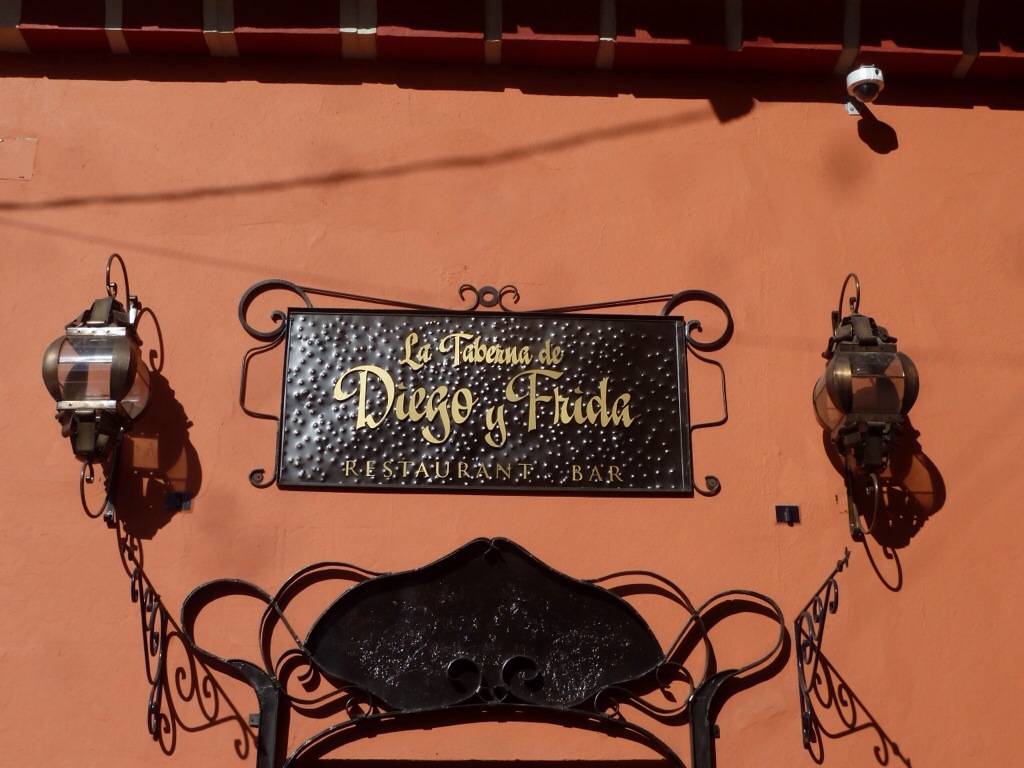 La Taberna de
Diego y Frida
RESTAURANT BAR